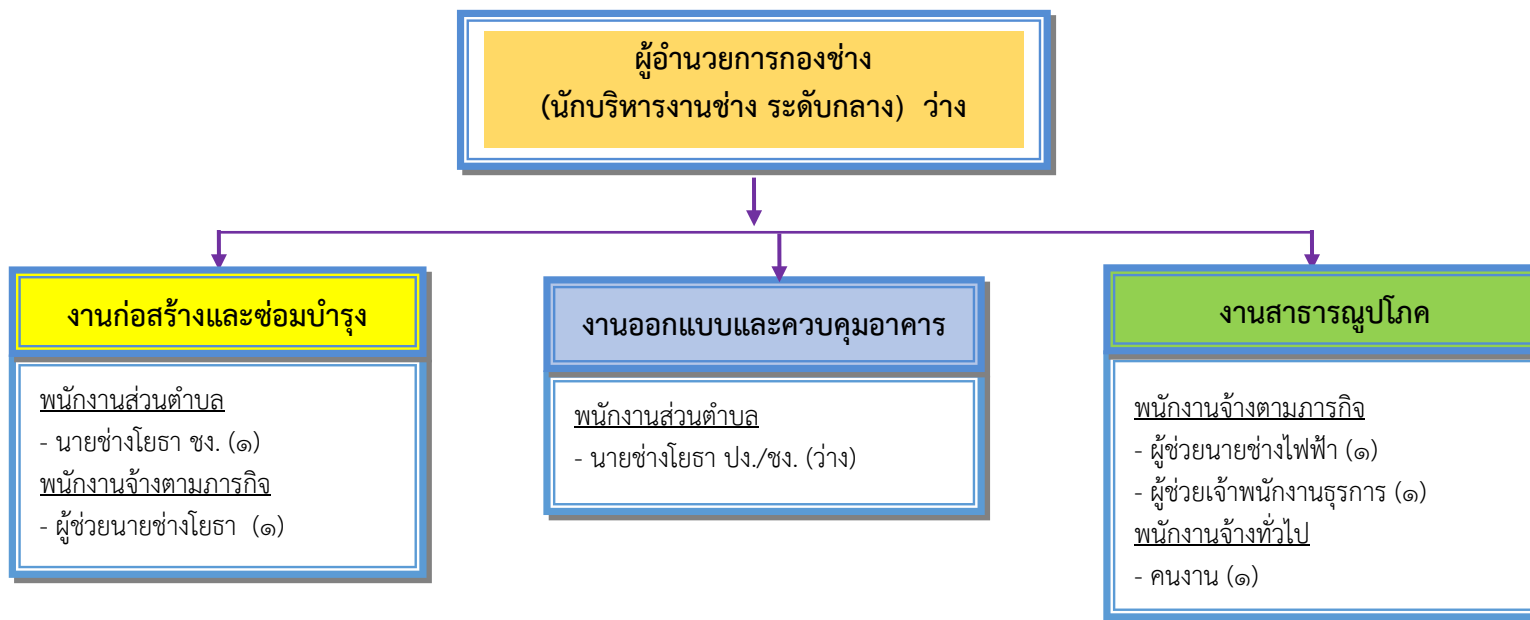 ผู้อำนวยการกองช่าง
(นักบริหารงานช่าง ระดับกลาง) ว่าง
งานก่อสร้างและซ่อมบำรุง
พนักงานส่วนตำบล
- นายช่างโยธา ชง. (๑)
พนักงานจ้างตามภารกิจ
- ผู้ช่วยนายช่างโยธา (๑)
งานออกแบบและควบคุมอาคาร
พนักงานส่วนตำบล
- นายช่างโยธา ปง./ชง. (ว่าง)
งานสาธารณูปโภค
พนักงานจ้างตามภารกิจ
- ผู้ช่วยนายช่างไฟฟ้า (๑)
- ผู้ช่วยเจ้าพนักงานธุรการ (๑)
พนักงานจ้างทั่วไป
- คนงาน (๑)